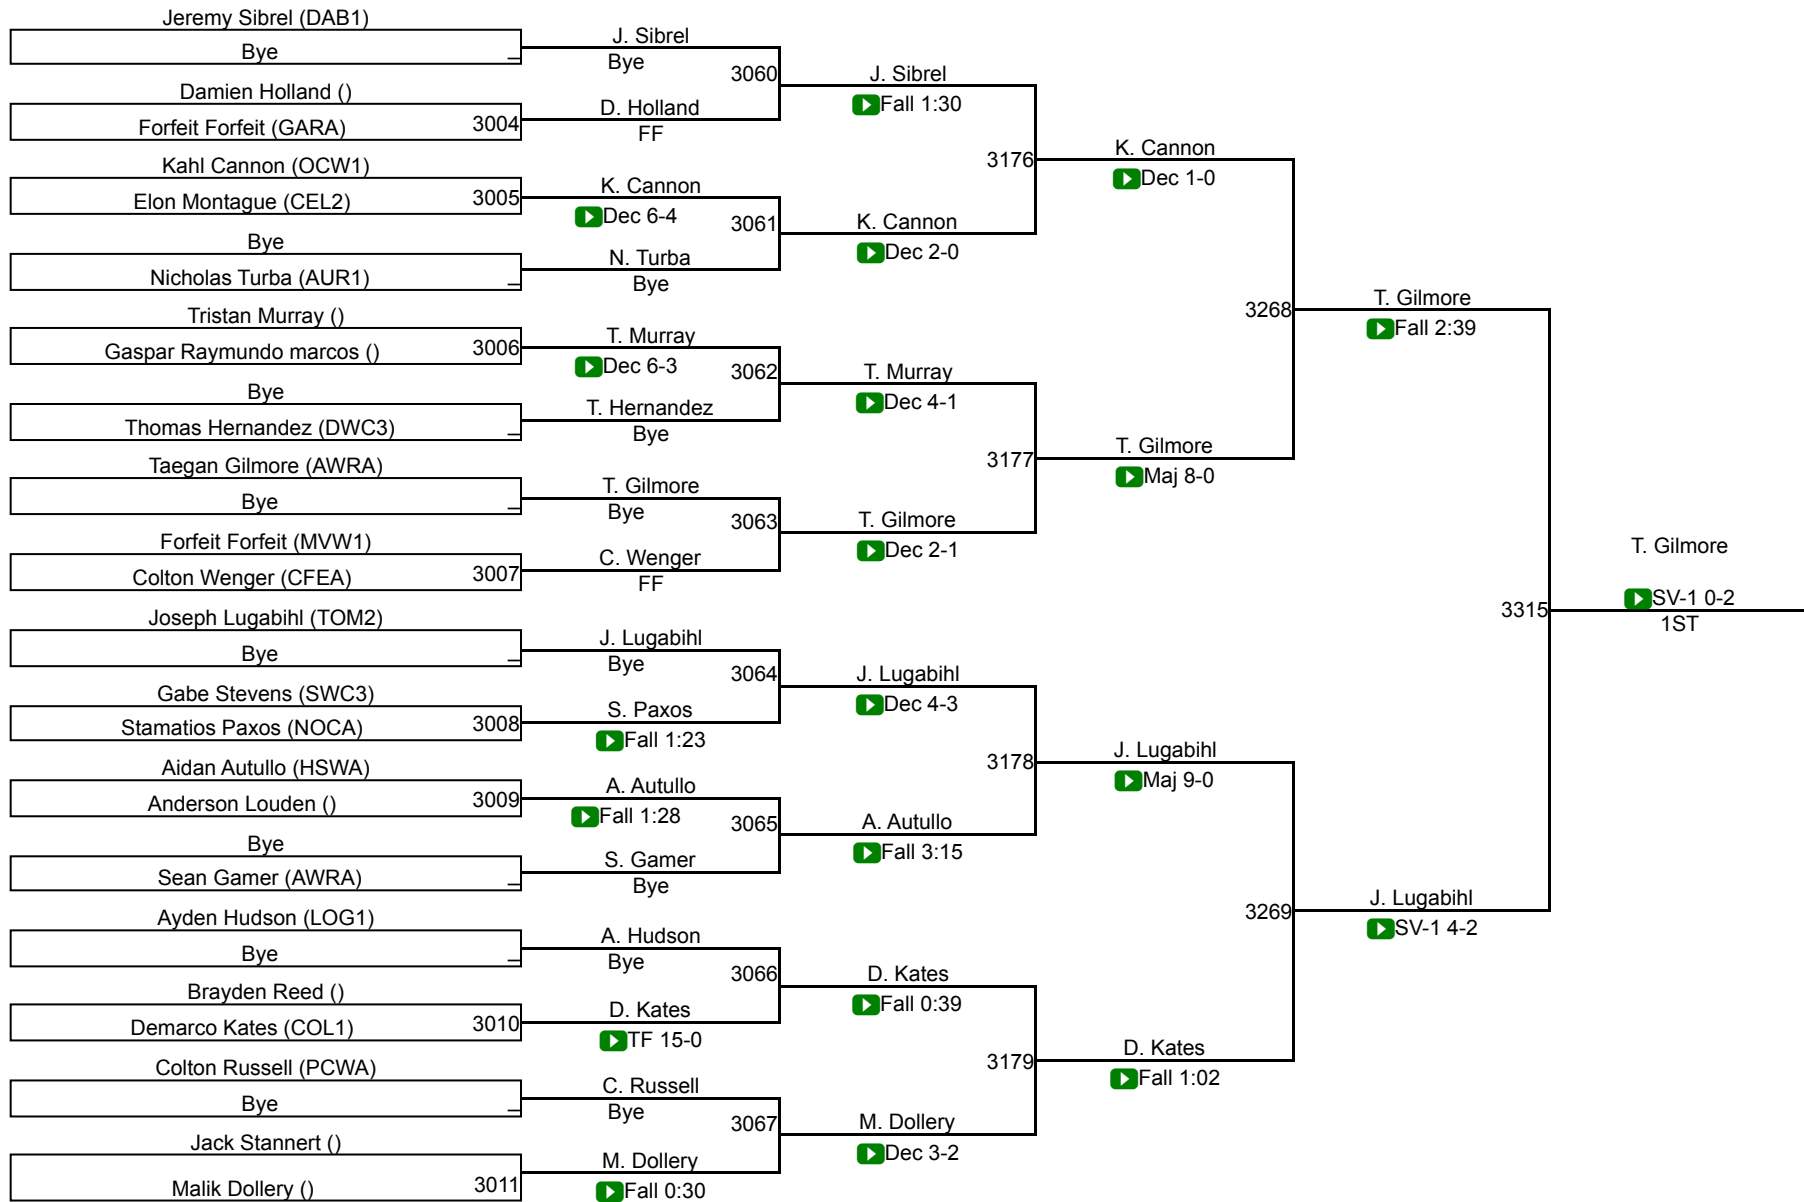 Jeremy Sibrel (DAB1)
Bye
Damien Holland ()
Forfeit Forfeit (GARA) 3004
Kahl Cannon (OCW1)
Elon Montague (CEL2) 3005
Bye
Nicholas Turba (AUR1)
Tristan Murray ()
Gaspar Raymundo marcos () 3006
Bye
Thomas Hernandez (DWC3)
Taegan Gilmore (AWRA)
Bye
Forfeit Forfeit (MVW1)
Colton Wenger (CFEA) 3007
Joseph Lugabihl (TOM2)
Bye
Gabe Stevens (SWC3)
Stamatios Paxos (NOCA) 3008
Aidan Autullo (HSWA)
Anderson Louden () 3009
Bye
Sean Gamer (AWRA)
Ayden Hudson (LOG1)
Bye
Brayden Reed ()
Demarco Kates (COL1) 3010
Colton Russell (PCWA)
Bye
Jack Stannert ()
Malik Dollery () 3011
J. Sibrel
Bye
3060
D. Holland
FF
K. Cannon
Dec 6-4
3061
N. Turba
Bye
T. Murray
Dec 6-3
3062
T. Hernandez
Bye
T. Gilmore
Bye
3063
C. Wenger
FF
J. Lugabihl
Bye
3064
S. Paxos
Fall 1:23
A. Autullo
Fall 1:28
3065
S. Gamer
Bye
A. Hudson
Bye
3066
D. Kates
TF 15-0
C. Russell
Bye
3067
M. Dollery
Fall 0:30
J. Sibrel
Fall 1:30
3176
K. Cannon
Dec 2-0
T. Murray
Dec 4-1
3177
T. Gilmore
Dec 2-1
J. Lugabihl
Dec 4-3
3178
A. Autullo
Fall 3:15
D. Kates
Fall 0:39
3179
M. Dollery
Dec 3-2
K. Cannon
Dec 1-0
3268
T. Gilmore
Maj 8-0
J. Lugabihl
Maj 9-0
3269
D. Kates
Fall 1:02
T. Gilmore
Fall 2:39
3315
J. Lugabihl
SV-1 4-2
T. Gilmore
SV-1 0-2
1ST